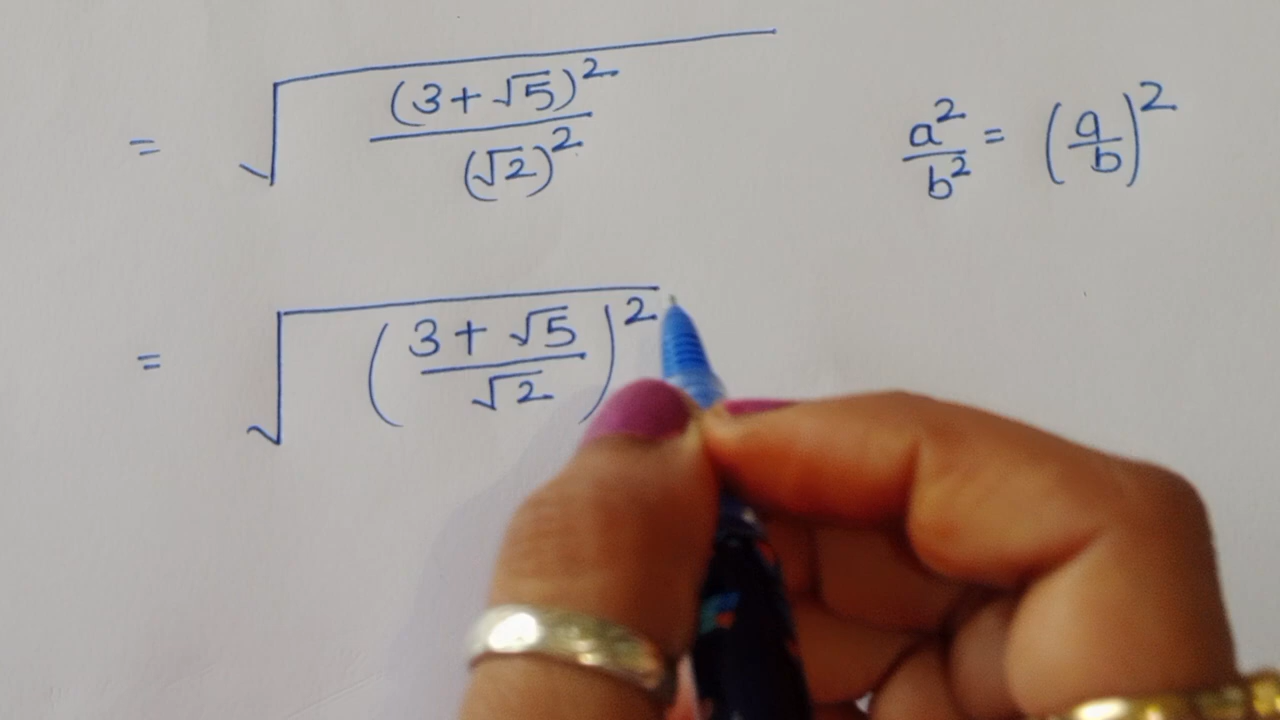 = √((3+√5)²/(√2)²)
a²/b² = (a/b)²
= √((3+√5)/√2)²